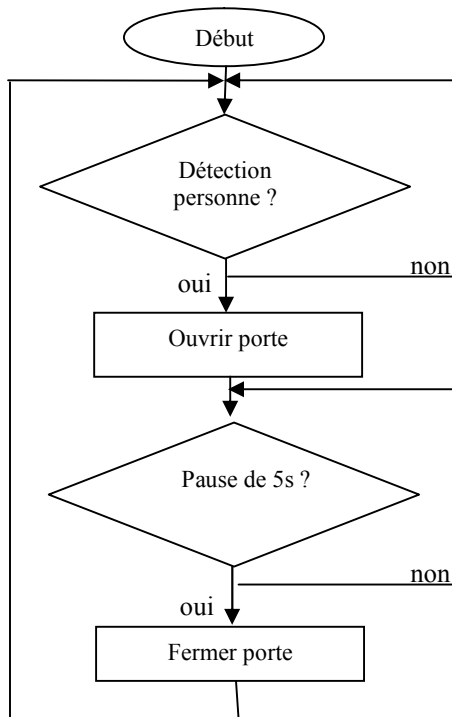 Début
Détection
personne ?
non
oui
Ouvrir porte
Pause de 5s ?
non
oui
Fermer porte